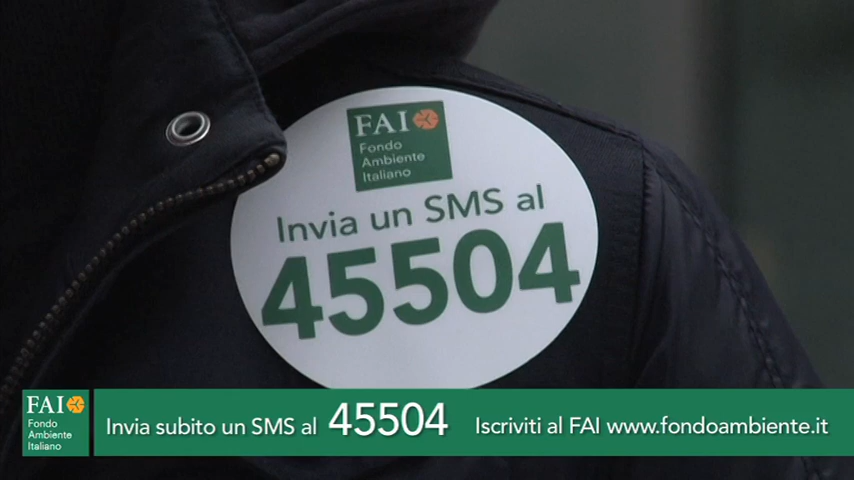 FAI
Fondo
Ambiente
Italiano
Invia un SMS al
45504
FAI
Fondo
Ambiente
Italiano
Invia subito un SMS al 45504 Iscriviti al FAI www.fondoambiente.it